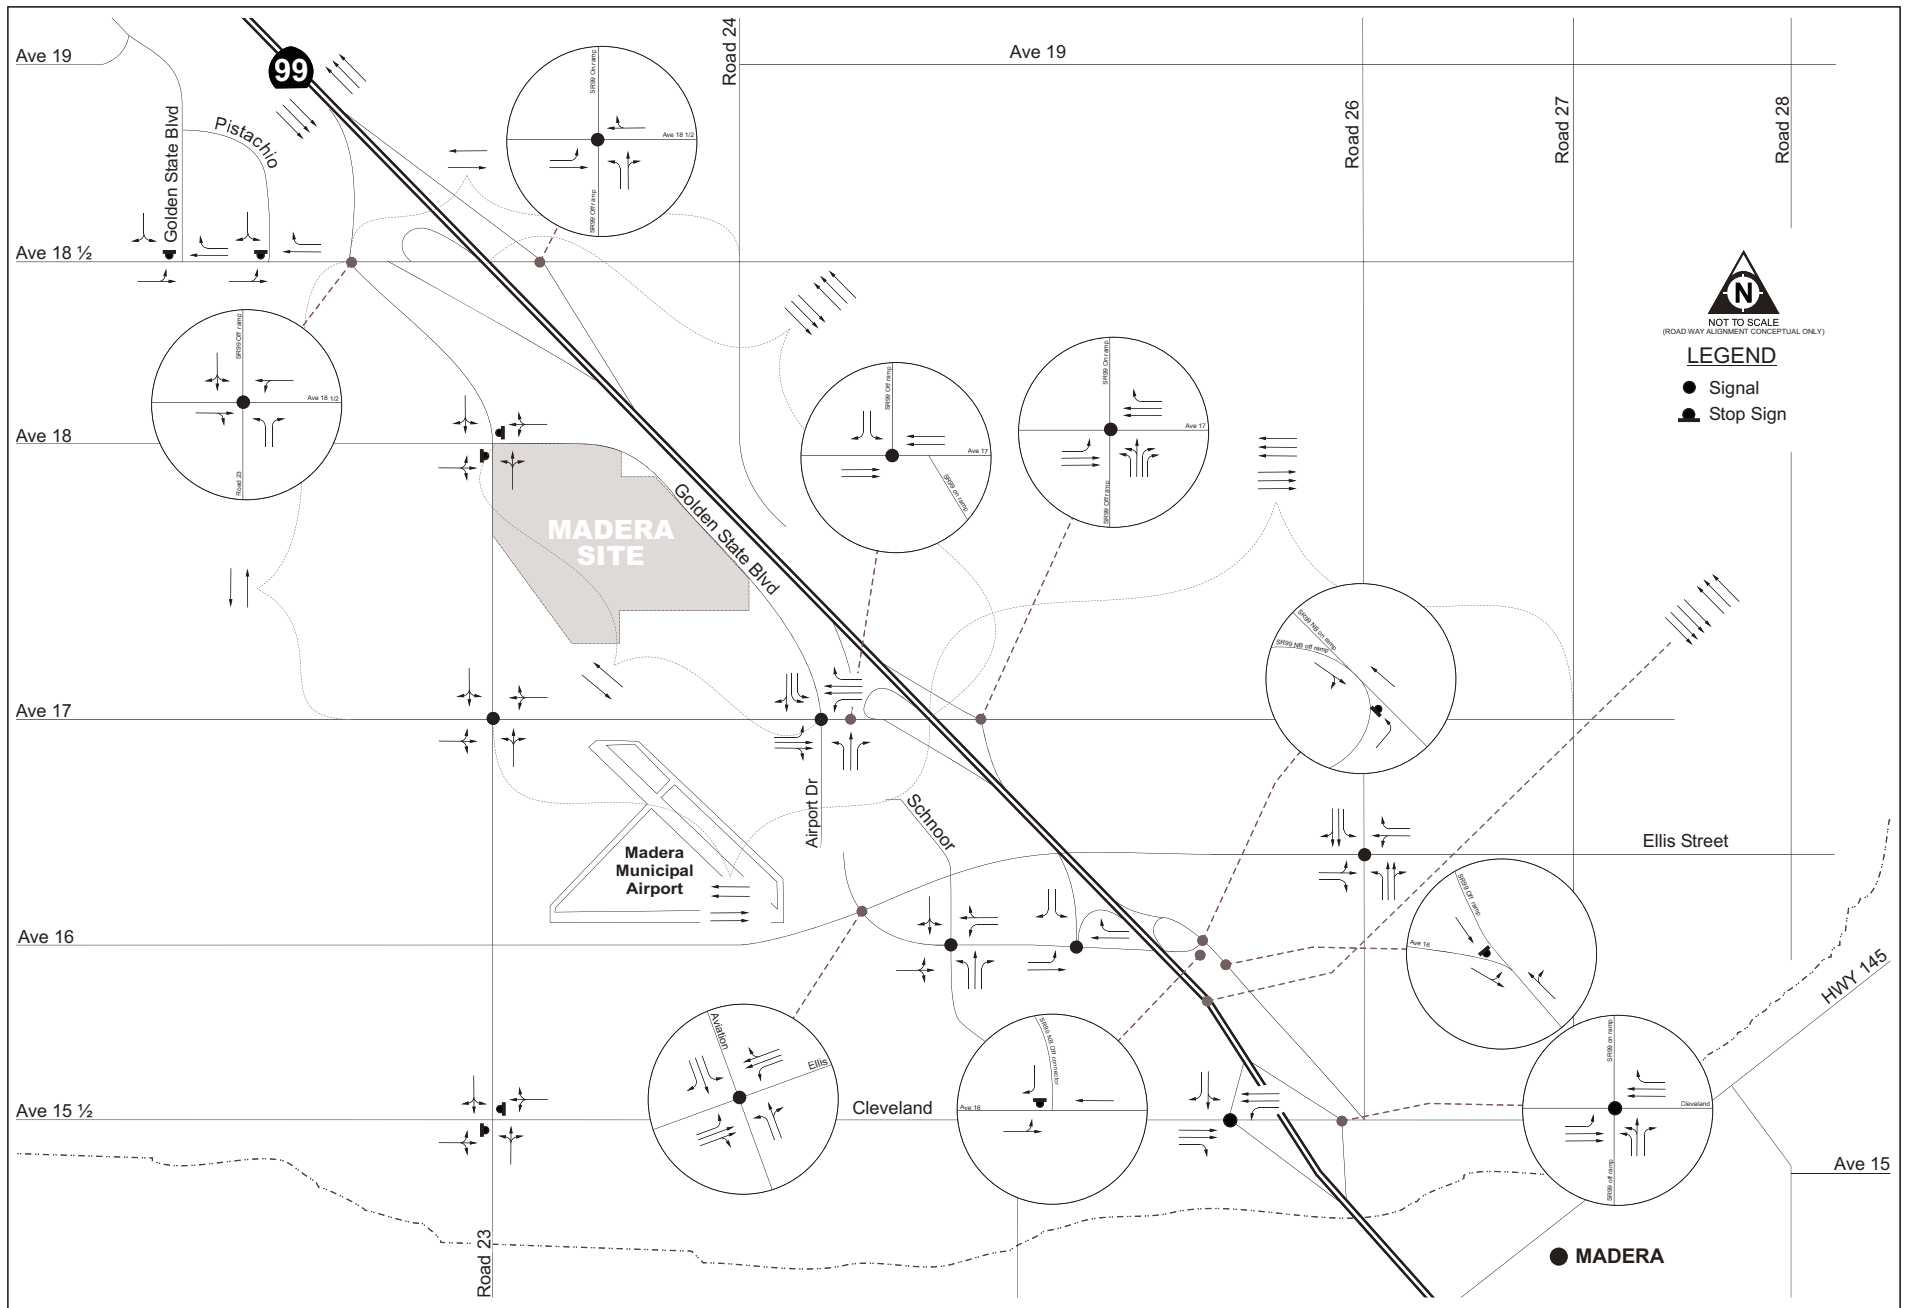 Ave 19
99
Road 24
Ave 19
Golden State Blvd
Pistachio
SR99 On ramp
Ave 18 1/2
SR99 Off ramp
Road 26
Road 27
Road 28
Ave 18 ½
N
NOT TO SCALE
(ROAD WAY ALIGNMENT CONCEPTUAL ONLY)
LEGEND
Signal
Stop Sign
SR99 Off ramp
Ave 18 1/2
Road 23
SR99 Off ramp
Ave 17
SR99 on ramp
SR99 On ramp
Ave 17
SR99 Off ramp
Ave 18
MADERA
SITE
Golden State Blvd
SR99 NB on ramp
SR99 NB off ramp
Ave 17
Airport Dr
Schnoor
Ellis Street
Madera
Municipal
Airport
SR99 Off ramp
Ave 16
Ave 16
HWY 145
Aviation
Ellis
SR99 NB Off connector
Ave 16
SR99 on ramp
Cleveland
SR99 off ramp
Ave 15 ½
Cleveland
Ave 15
Road 23
MADERA